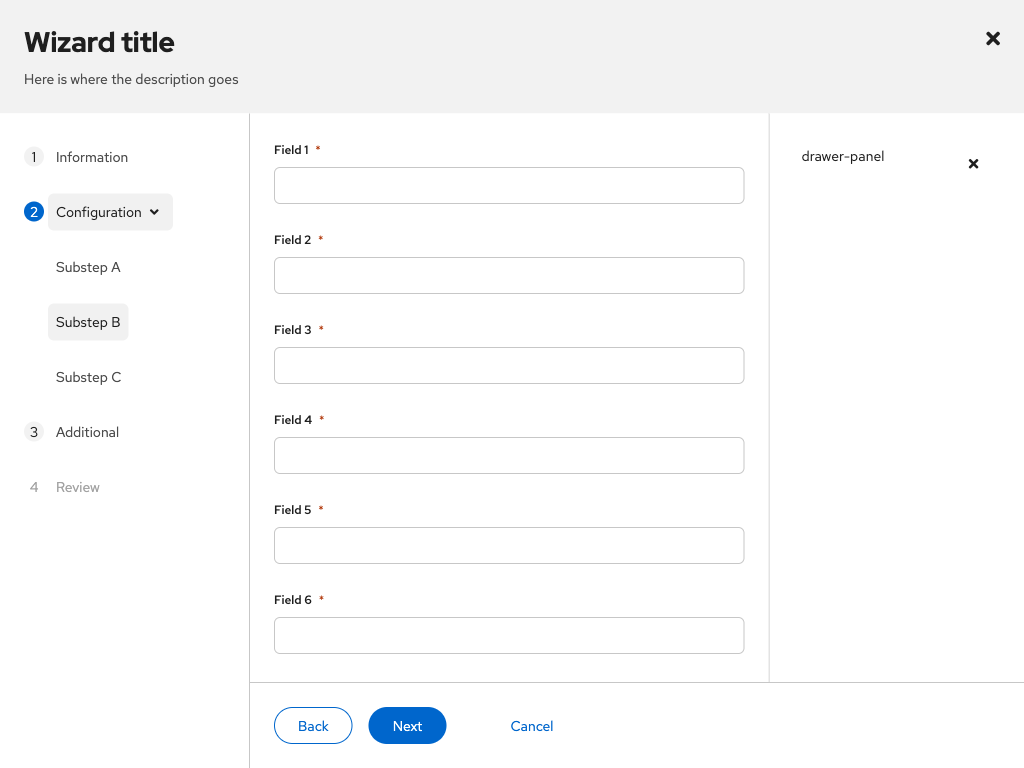 Wizard title
Here is where the description goes
1 Information
2 Configuration
Substep A
Substep B
Substep C
3 Additional
4 Review
Field 1 *
Field 2 *
Field 3 *
Field 4 *
Field 5 *
Field 6 *
drawer-panel
Back Next Cancel